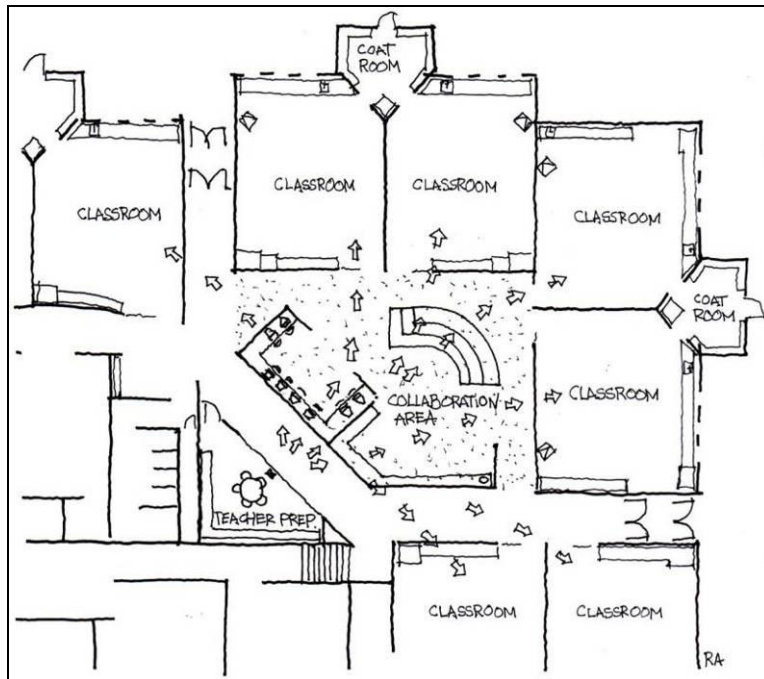 COAT
ROOM
CLASSROOM
CLASSROOM
CLASSROOM
CLASSROOM
COAT
ROOM
CLASSROOM
COLLABORATION
AREA
TEACHER PREP.
CLASSROOM
CLASSROOM
RA